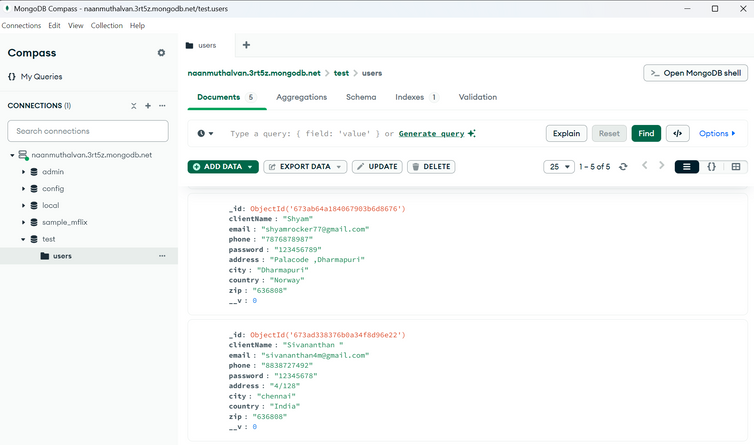 MongoDB Compass - naanmuthalvan.3rt5z.mongodb.net/test.users
Connections Edit View Collection Help
Compass
{} My Queries
CONNECTIONS (1)
Search connections
naanmuthalvan.3rt5z.mongodb.net
admin
config
local
sample_mflix
test
users
users
naanmuthalvan.3rt5z.mongodb.net > test > users
>_ Open MongoDB shell
Documents 5 Aggregations Schema Indexes 1 Validation
Type a query: { field: 'value' } or Generate query
Explain Reset Find </> Options
ADD DATA EXPORT DATA UPDATE DELETE
25 1 – 5 of 5 {}
_id: ObjectId('673ab64a184067903b6d8676')
clientName : "Shyam"
email : "shyamrocker77@gmail.com"
phone : "7876878987"
password : "123456789"
address : "Palacode ,Dharmapuri"
city : "Dharmapuri"
country : "Norway"
zip : "636808"
__v : 0
_id: ObjectId('673ad338376b0a34f8d96e22')
clientName : "Sivananthan "
email : "sivananthan4m@gmail.com"
phone : "8838727492"
password : "12345678"
address : "4/128"
city : "chennai"
country : "India"
zip : "636808"
__v : 0